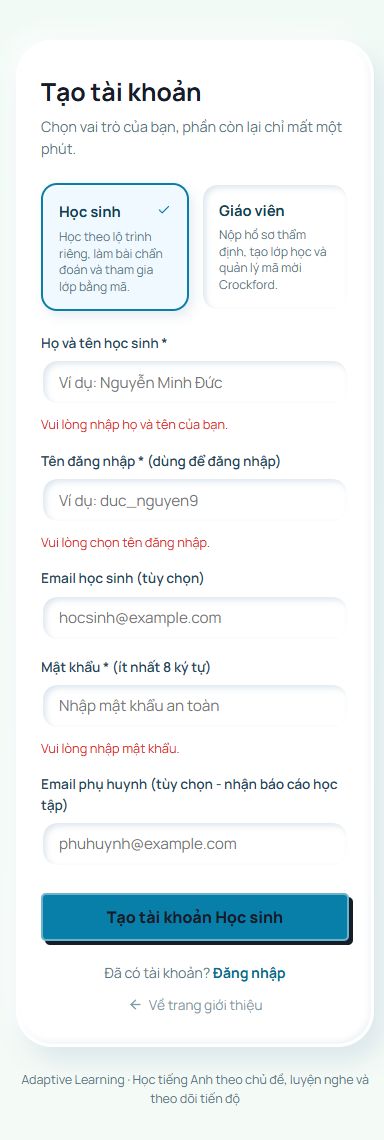 Tạo tài khoản
Chọn vai trò của bạn, phần còn lại chỉ mất một
phút.
Học sinh
Học theo lộ trình
riêng, làm bài chẩn
đoán và tham gia
lớp bằng mã.
Giáo viên
Nộp hồ sơ thẩm
định, tạo lớp học và
quản lý mã mời
Crockford.
Họ và tên học sinh *
Ví dụ: Nguyễn Minh Đức
Vui lòng nhập họ và tên của bạn.
Tên đăng nhập * (dùng để đăng nhập)
Ví dụ: duc_nguyen9
Vui lòng chọn tên đăng nhập.
Email học sinh (tùy chọn)
hocsinh@example.com
Mật khẩu * (ít nhất 8 ký tự)
Nhập mật khẩu an toàn
Vui lòng nhập mật khẩu.
Email phụ huynh (tùy chọn - nhận báo cáo học
tập)
phuhuynh@example.com
Tạo tài khoản Học sinh
Đã có tài khoản? Đăng nhập
← Về trang giới thiệu
Adaptive Learning · Học tiếng Anh theo chủ đề, luyện nghe và
theo dõi tiến độ